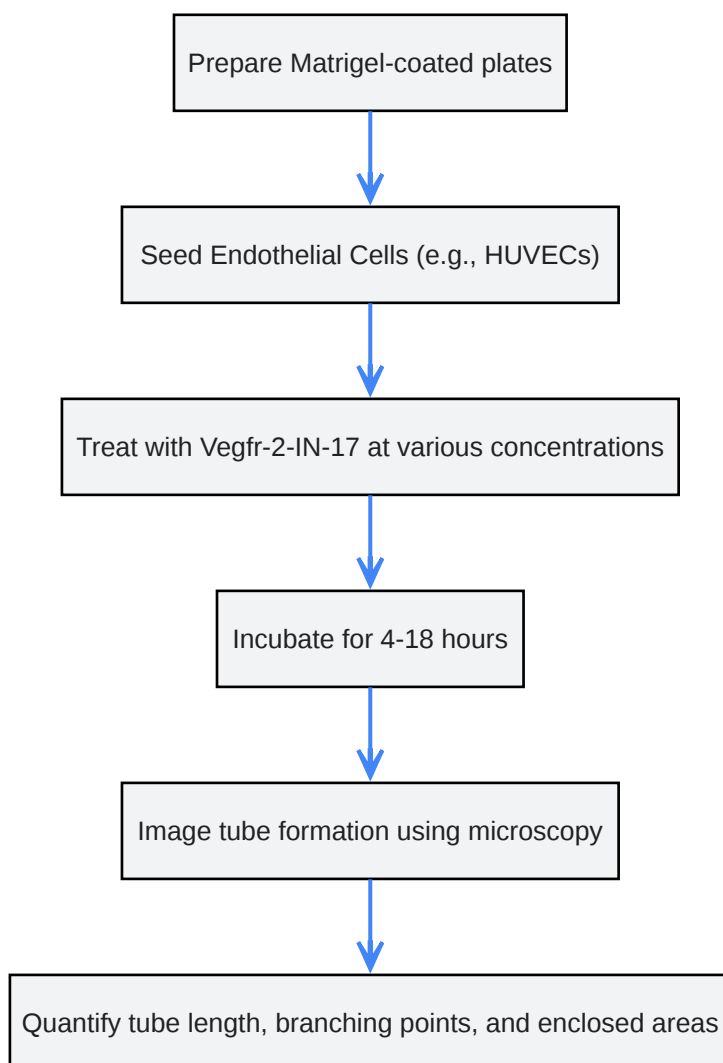 Prepare Matrigel-coated plates
Seed Endothelial Cells (e.g., HUVECs)
Treat with Vegfr-2-IN-17 at various concentrations
Incubate for 4-18 hours
Image tube formation using microscopy
Quantify tube length, branching points, and enclosed areas